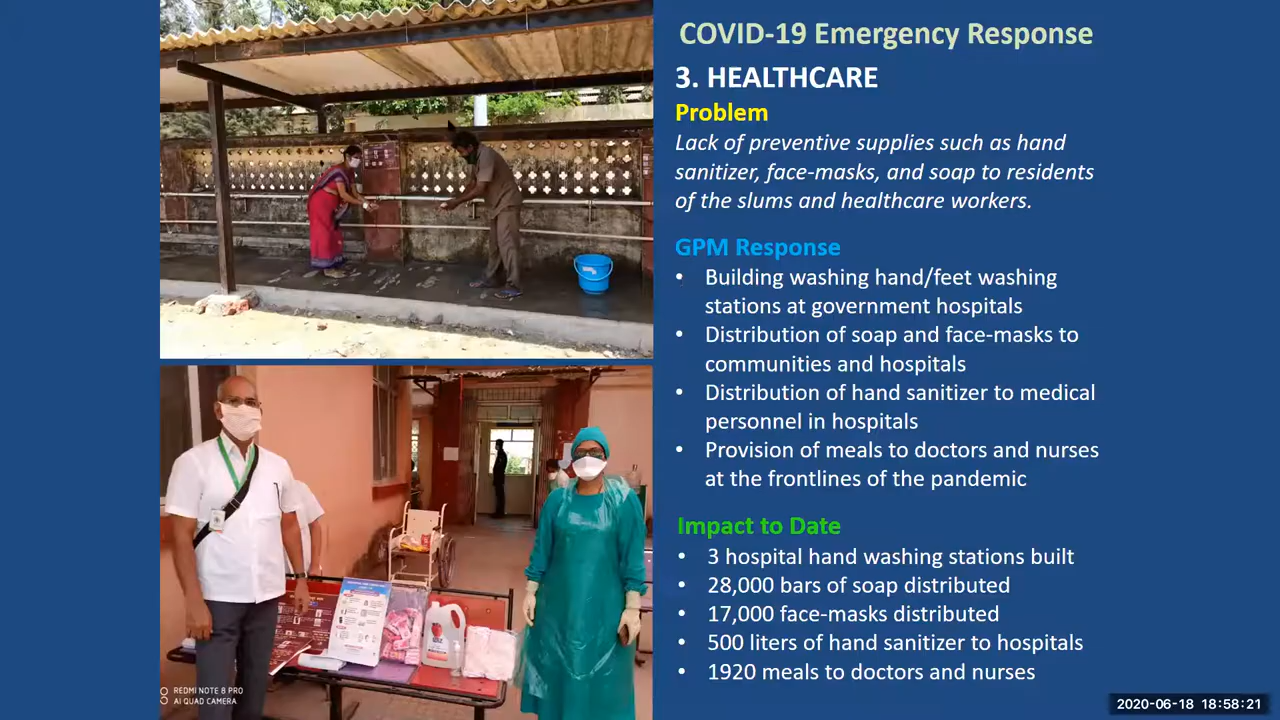 COVID-19 Emergency Response
3. HEALTHCARE
Problem
Lack of preventive supplies such as hand
sanitizer, face-masks, and soap to residents
of the slums and healthcare workers.
GPM Response
• Building washing hand/feet washing
stations at government hospitals
• Distribution of soap and face-masks to
communities and hospitals
• Distribution of hand sanitizer to medical
personnel in hospitals
• Provision of meals to doctors and nurses
at the frontlines of the pandemic
Impact to Date
• 3 hospital hand washing stations built
• 28,000 bars of soap distributed
• 17,000 face-masks distributed
• 500 liters of hand sanitizer to hospitals
• 1920 meals to doctors and nurses
REDMI NOTE 8 PRO
AI QUAD CAMERA
2020-06-18 18:58:21